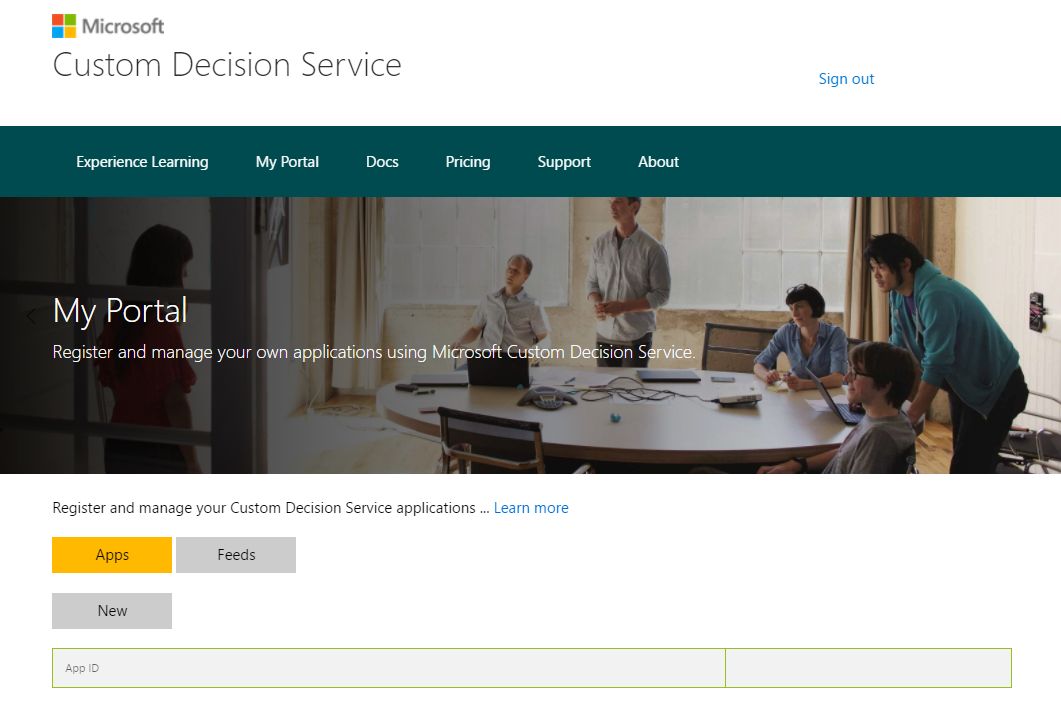 Microsoft
Custom Decision Service
Sign out
Experience Learning My Portal Docs Pricing Support About
My Portal
Register and manage your own applications using Microsoft Custom Decision Service.
Register and manage your Custom Decision Service applications ... Learn more
Apps Feeds
New
App ID